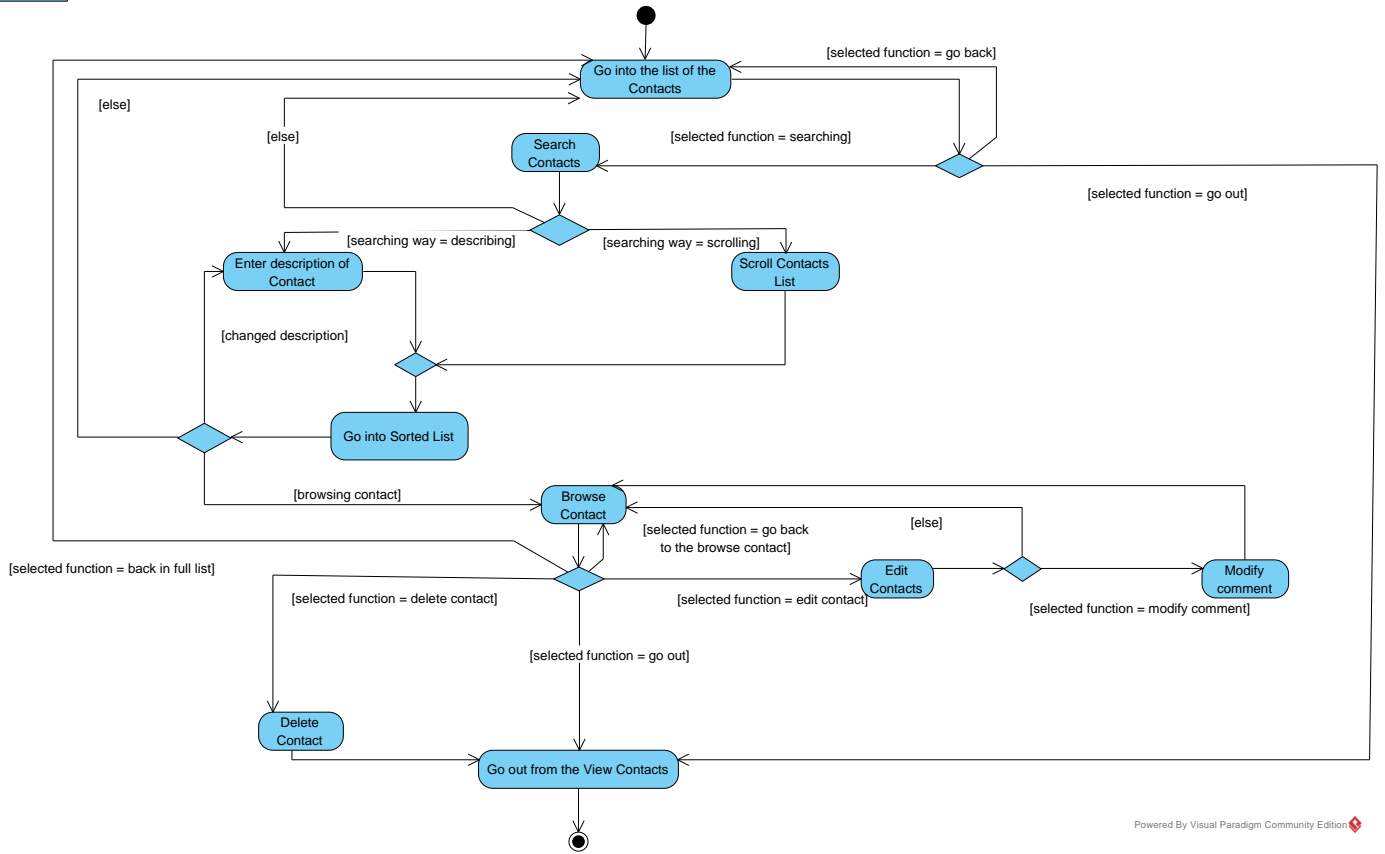 [selected function = go back]
Go into the list of the
Contacts
[else]
[else]
[selected function = searching]
Search
Contacts
[selected function = go out]
[searching way = describing]
[searching way = scrolling]
Enter description of
Contact
Scroll Contacts
List
[changed description]
Go into Sorted List
[browsing contact]
Browse
Contact
[selected function = go back
to the browse contact]
[else]
[selected function = back in full list]
Edit
Contacts
Modify
comment
[selected function = delete contact]
[selected function = edit contact]
[selected function = modify comment]
[selected function = go out]
Delete
Contact
Go out from the View Contacts
Powered By Visual Paradigm Community Edition